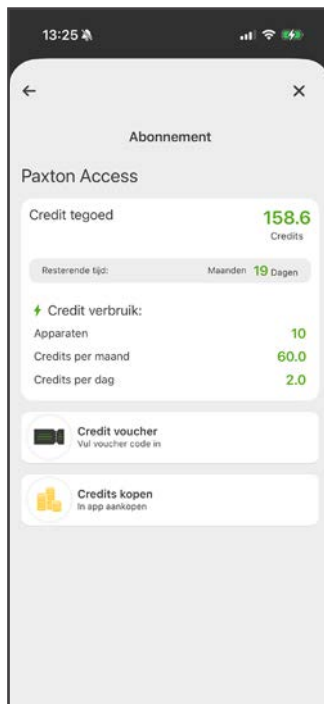 13:25
Abonnement
Paxton Access
Credit tegoed 158.6
Credits
Resterende tijd: Maanden 19 Dagen
Credit verbruik:
Apparaten 10
Credits per maand 60.0
Credits per dag 2.0
Credit voucher
Vul voucher code in
Credits kopen
In app aankopen